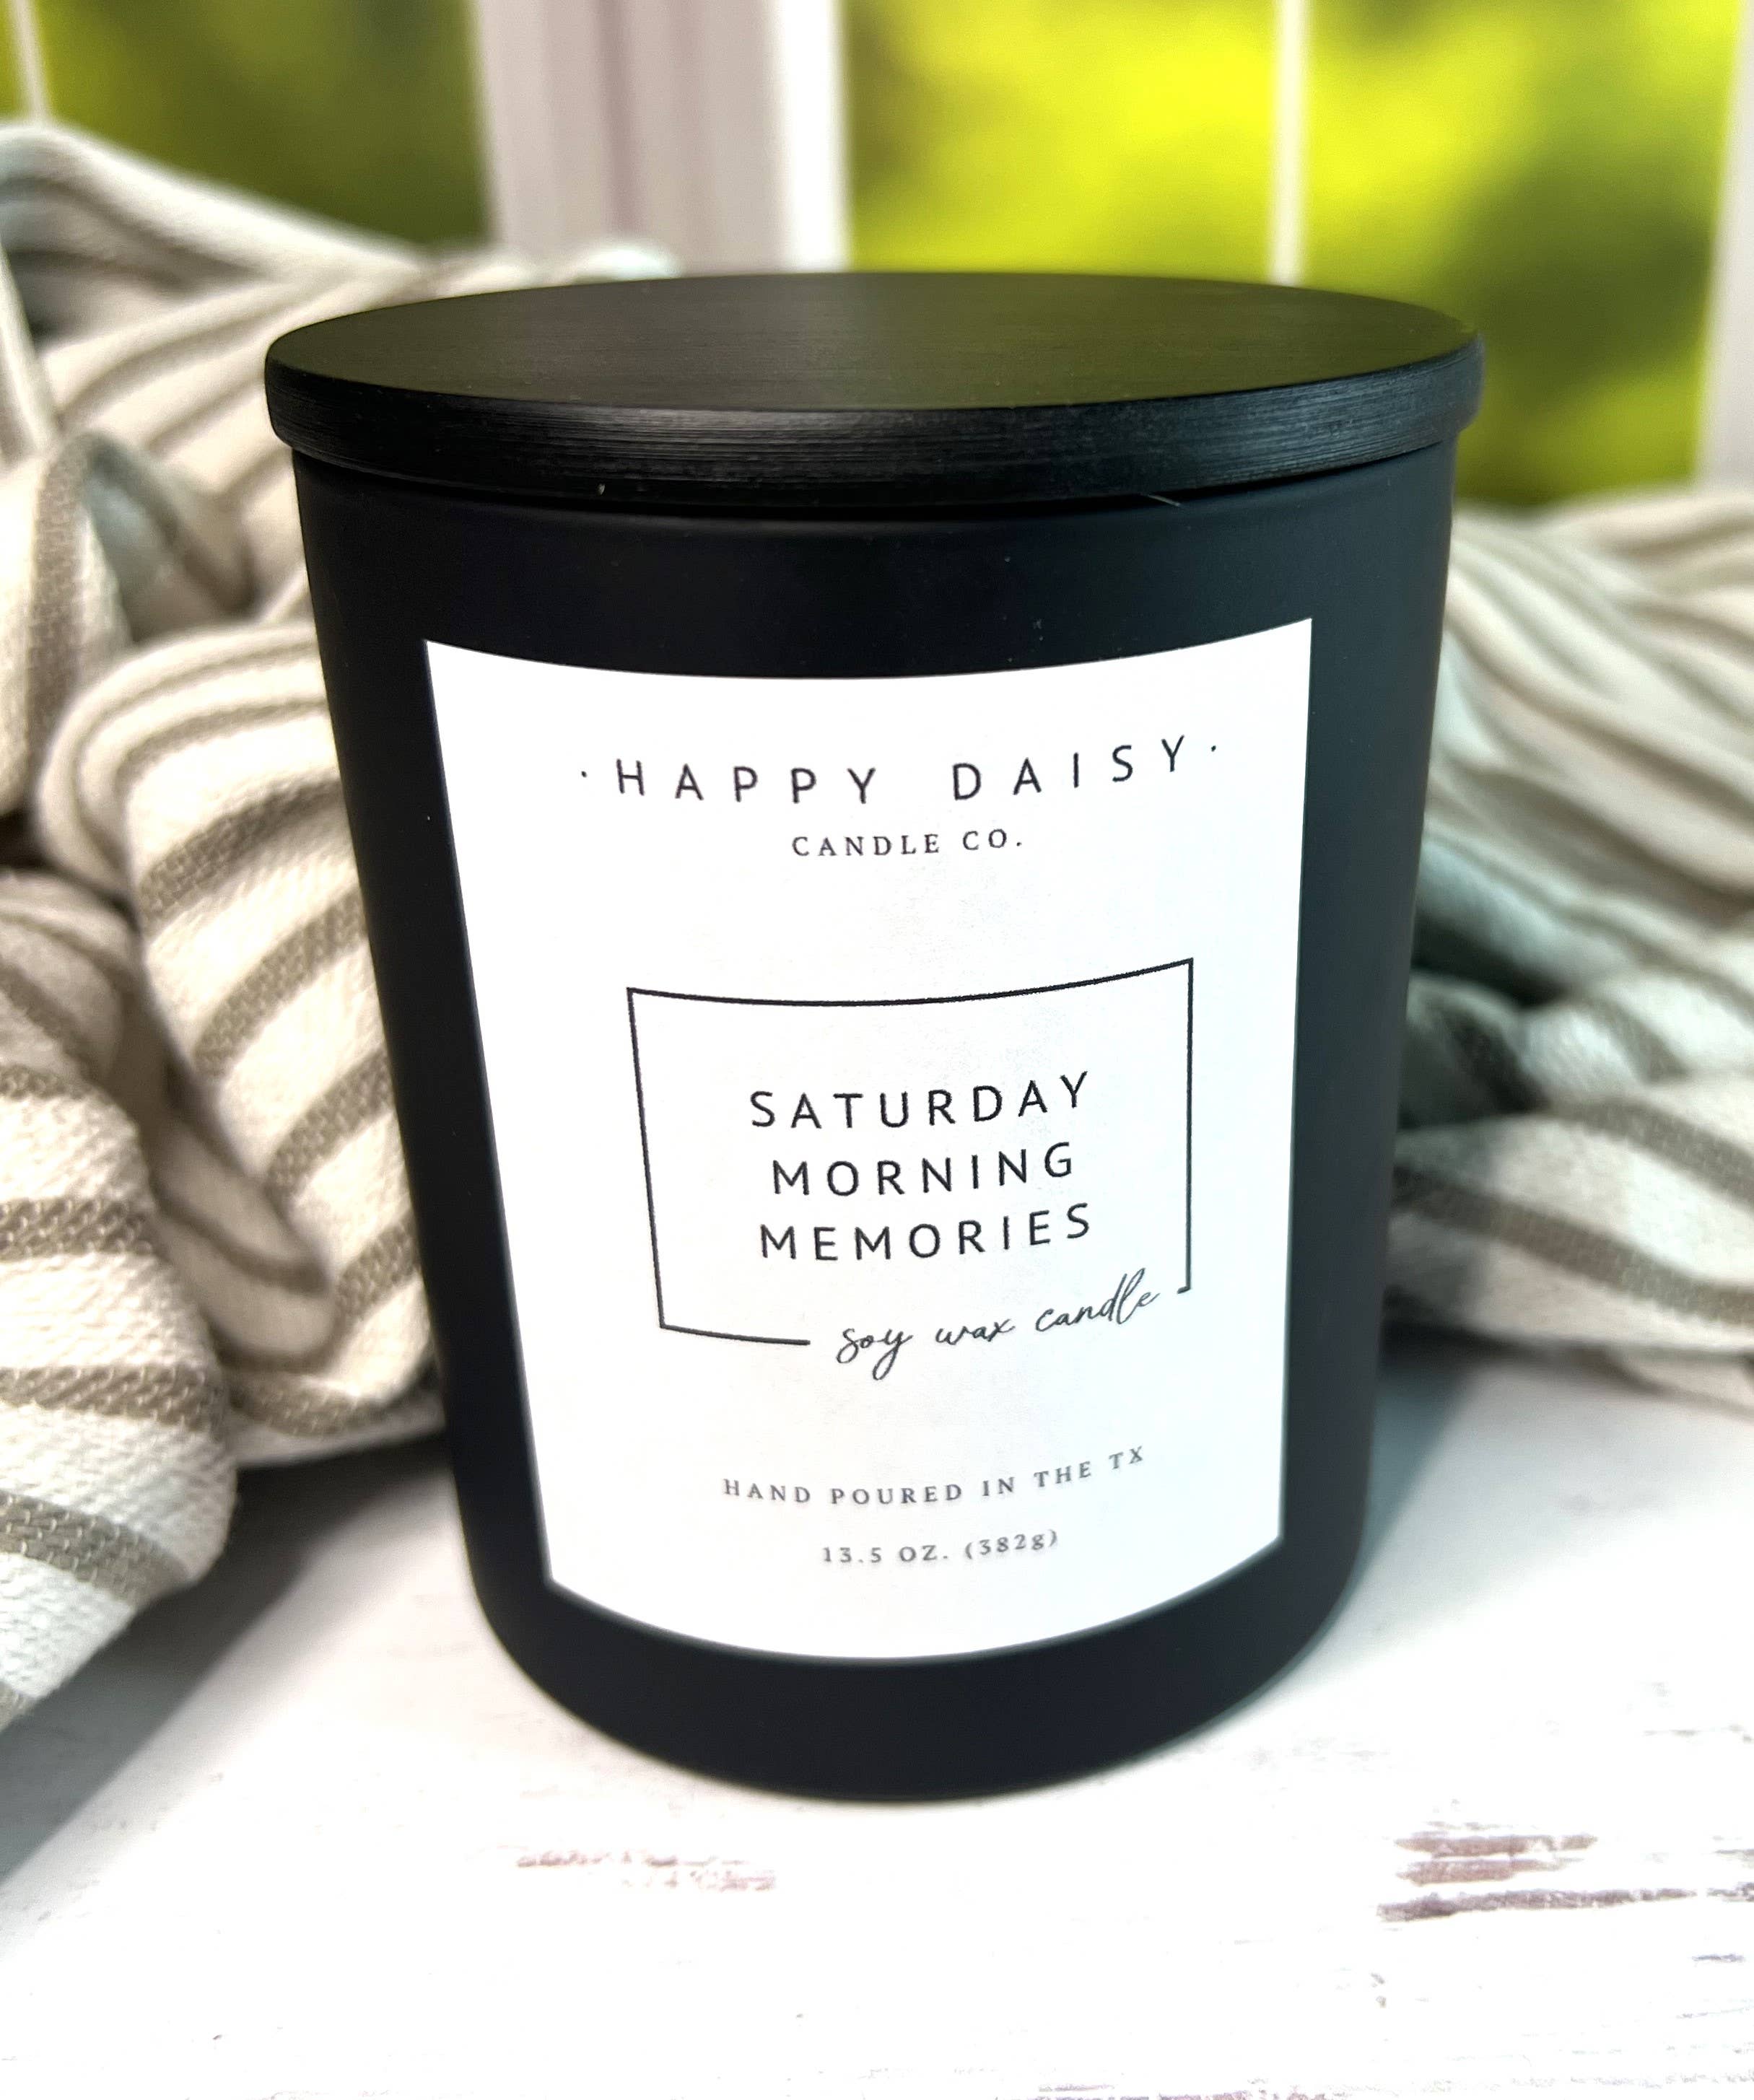 · HAPPY DAISY ·
CANDLE CO.
SATURDAY
MORNING
MEMORIES
soy wax candle
HAND POURED IN THE TX
13.5 OZ. (382g)